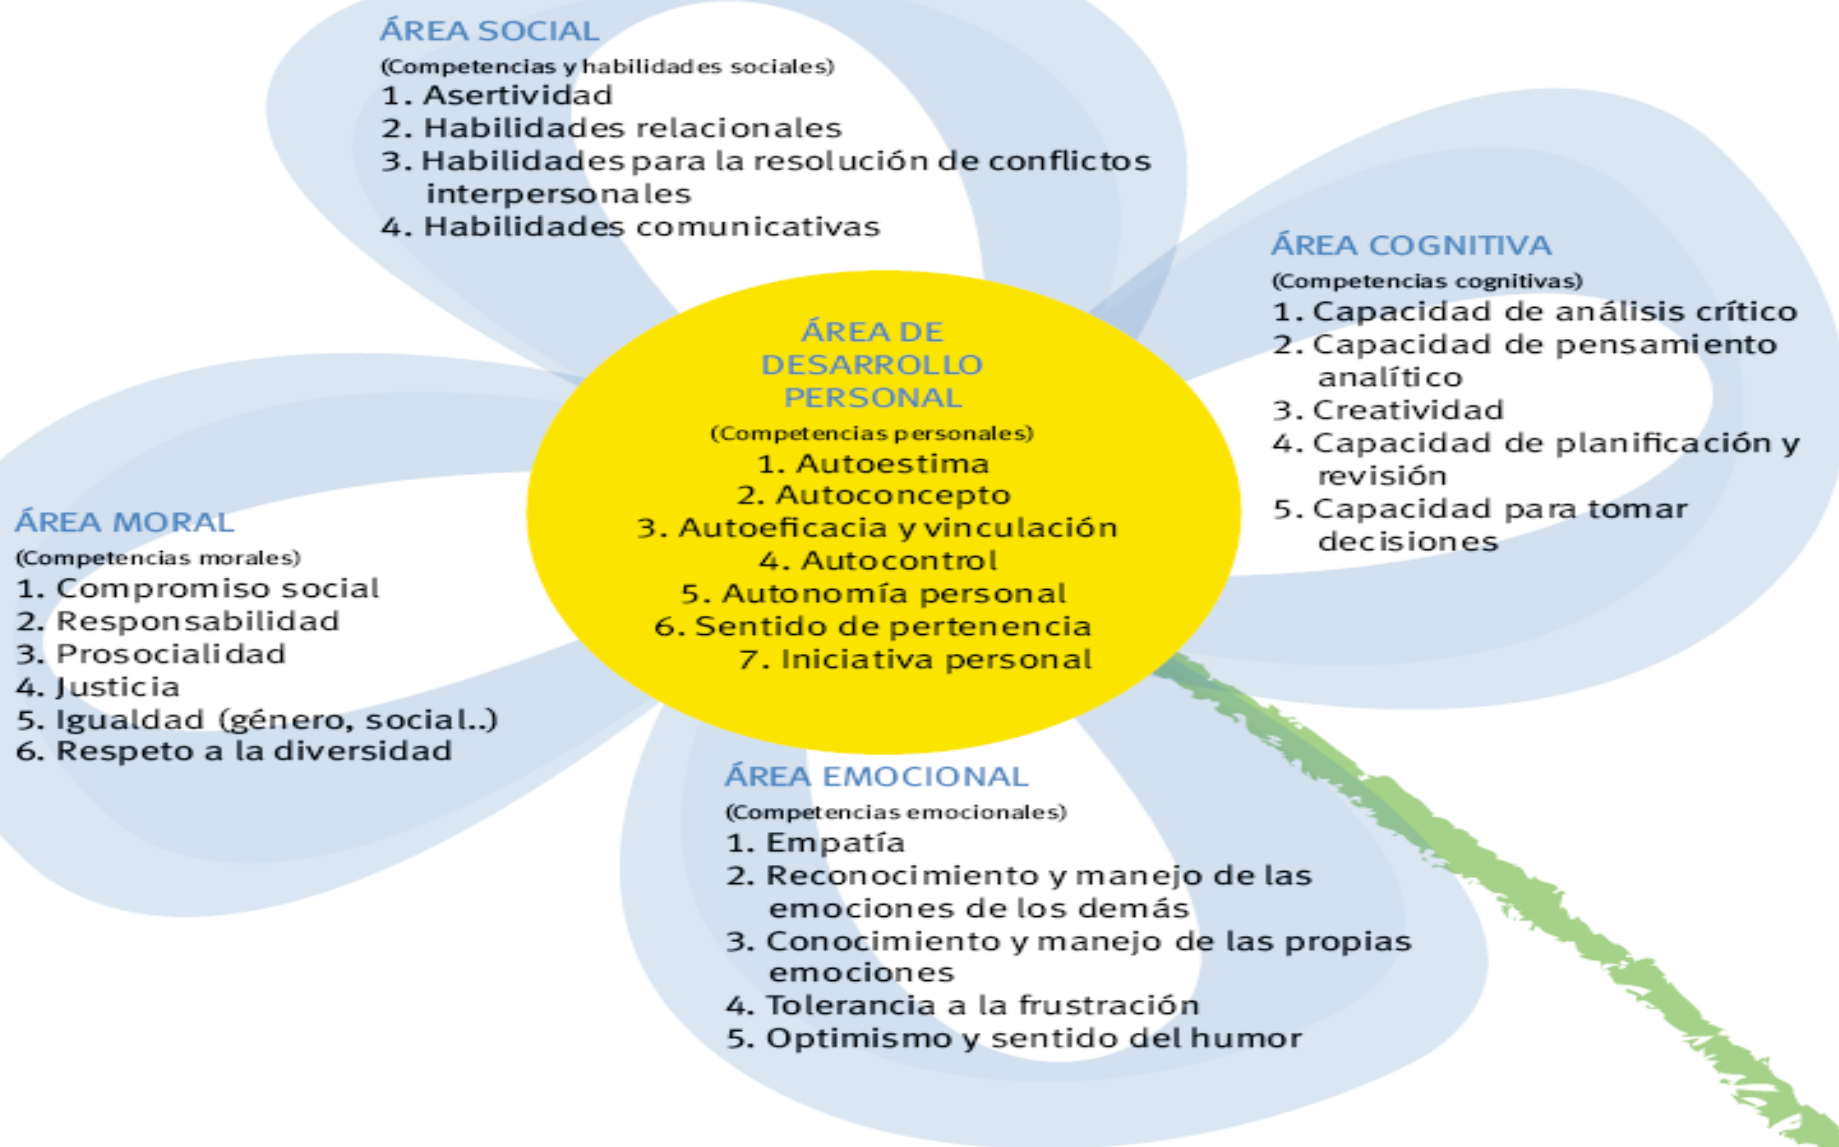 ÁREA SOCIAL
(Competencias y habilidades sociales)
1. Asertividad
2. Habilidades relacionales
3. Habilidades para la resolución de conflictos
interpersonales
4. Habilidades comunicativas
ÁREA COGNITIVA
(Competencias cognitivas)
1. Capacidad de análisis crítico
2. Capacidad de pensamiento
analítico
3. Creatividad
4. Capacidad de planificación y
revisión
5. Capacidad para tomar
decisiones
ÁREA DE
DESARROLLO
PERSONAL
(Competencias personales)
1. Autoestima
2. Autoconcepto
3. Autoeficacia y vinculación
4. Autocontrol
5. Autonomía personal
6. Sentido de pertenencia
7. Iniciativa personal
ÁREA MORAL
(Competencias morales)
1. Compromiso social
2. Responsabilidad
3. Prosocialidad
4. Justicia
5. Igualdad (género, social..)
6. Respeto a la diversidad
ÁREA EMOCIONAL
(Competencias emocionales)
1. Empatía
2. Reconocimiento y manejo de las
emociones de los demás
3. Conocimiento y manejo de las propias
emociones
4. Tolerancia a la frustración
5. Optimismo y sentido del humor